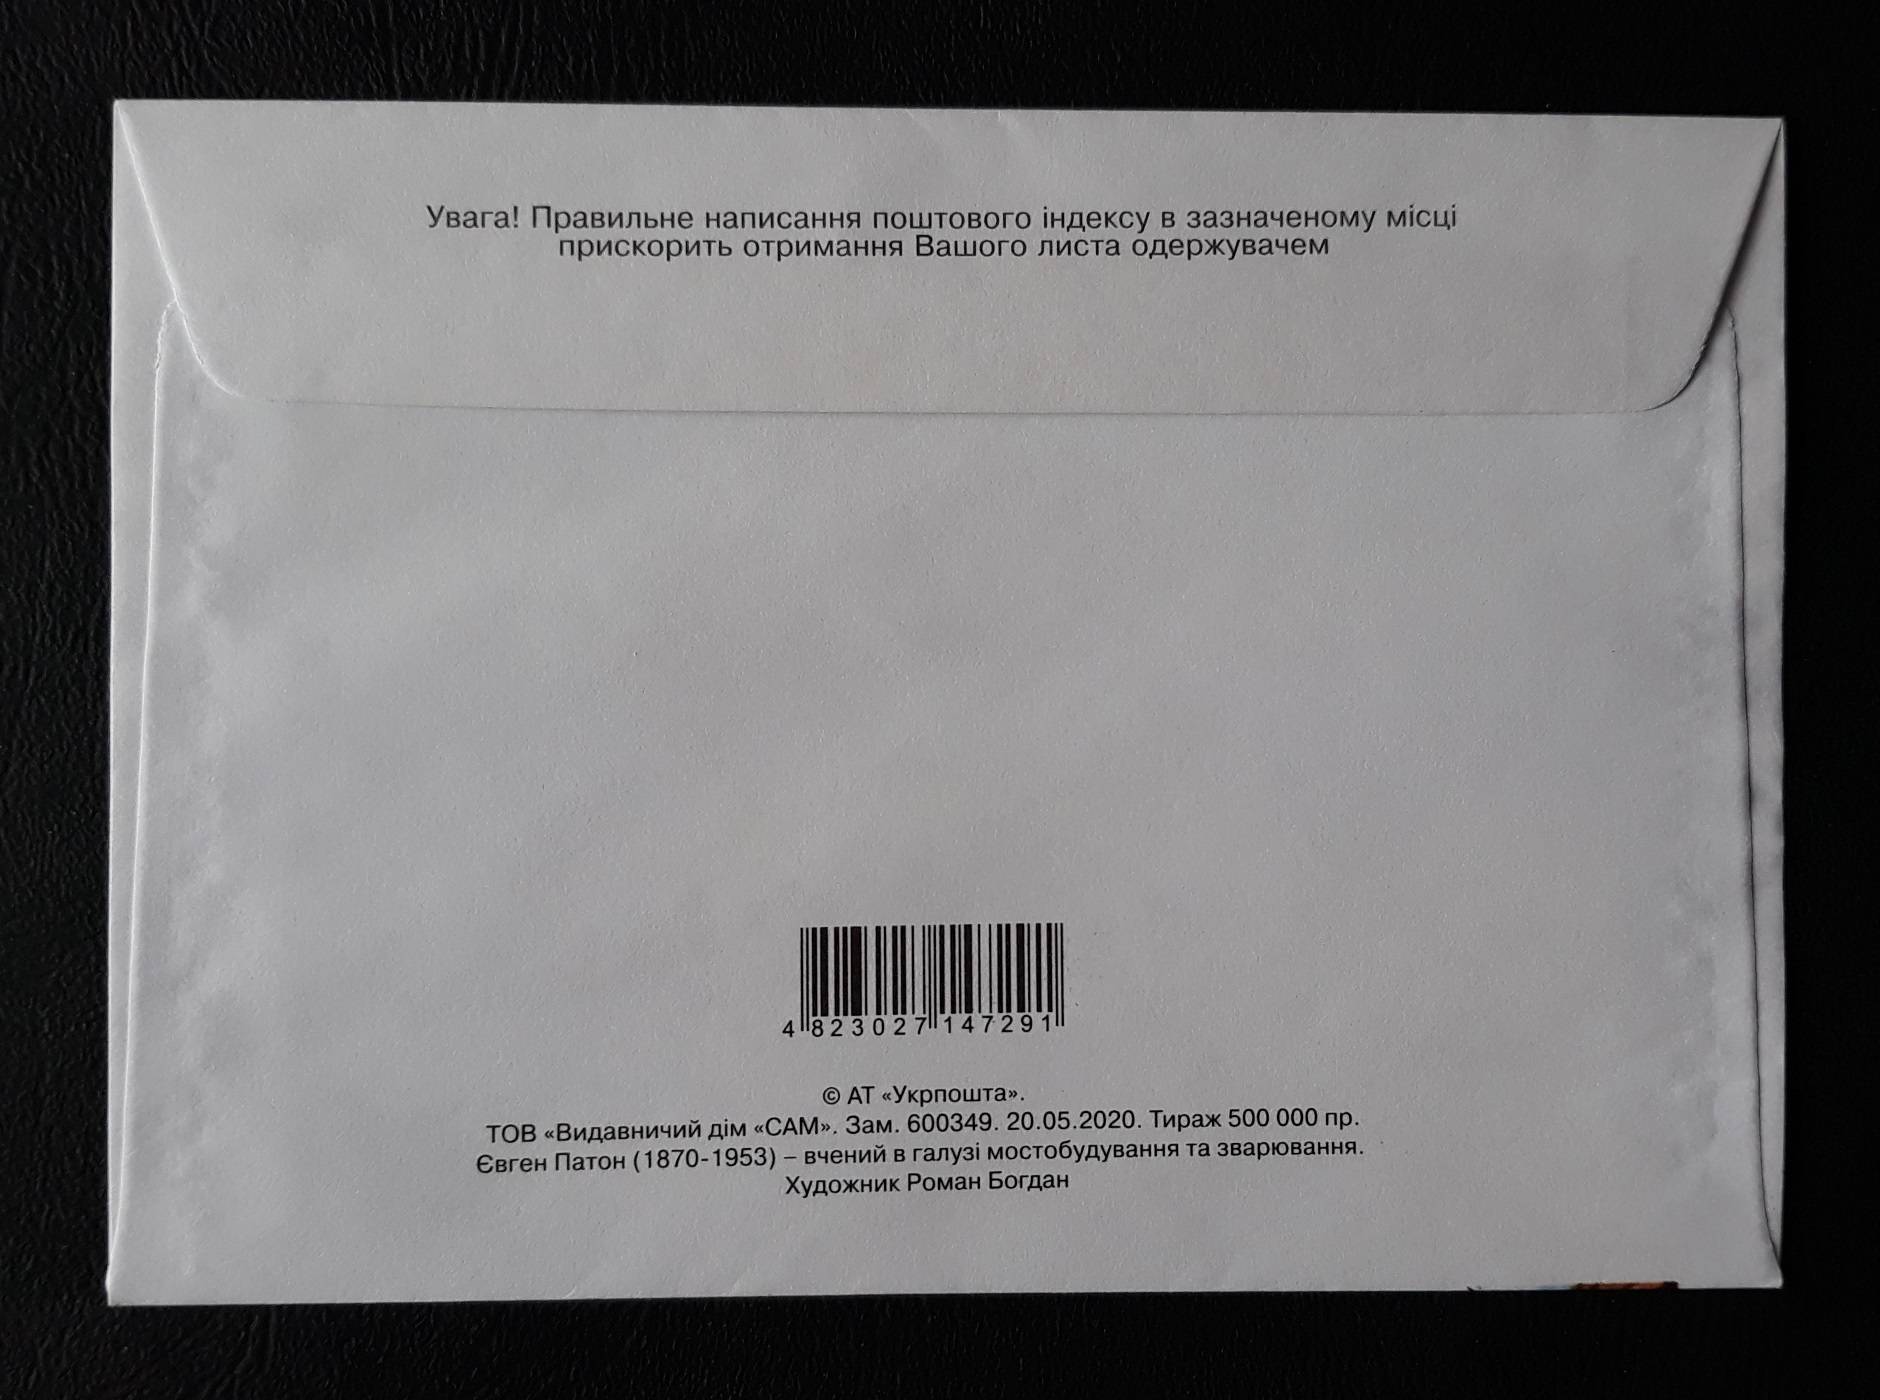 Увага! Правильне написання поштового індексу в зазначеному місці
прискорить отримання Вашого листа одержувачем
4 823027 147291
© АТ «Укрпошта».
ТОВ «Видавничий дім «САМ». Зам. 600349. 20.05.2020. Тираж 500 000 пр.
Євген Патон (1870-1953) – вчений в галузі мостобудування та зварювання.
Художник Роман Богдан